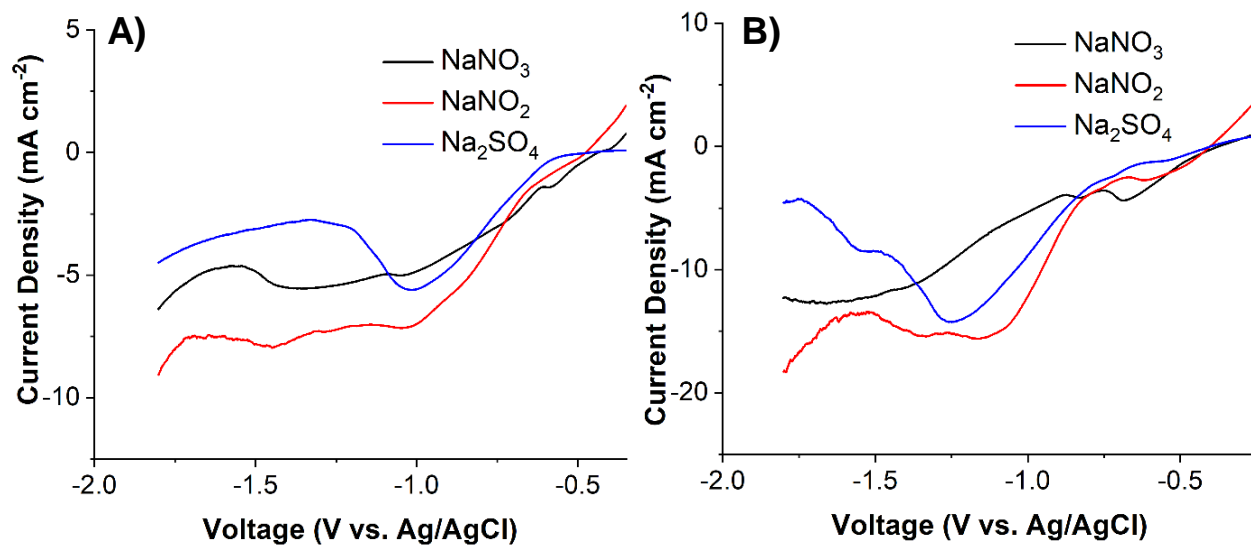 A)
NaNO₃
NaNO₂
Na₂SO₄
5
0
-5
-10
Current Density (mA cm⁻²)
-2.0 -1.5 -1.0 -0.5
Voltage (V vs. Ag/AgCl)
B)
NaNO₃
NaNO₂
Na₂SO₄
10
0
-10
-20
Current Density (mA cm⁻²)
-2.0 -1.5 -1.0 -0.5
Voltage (V vs. Ag/AgCl)